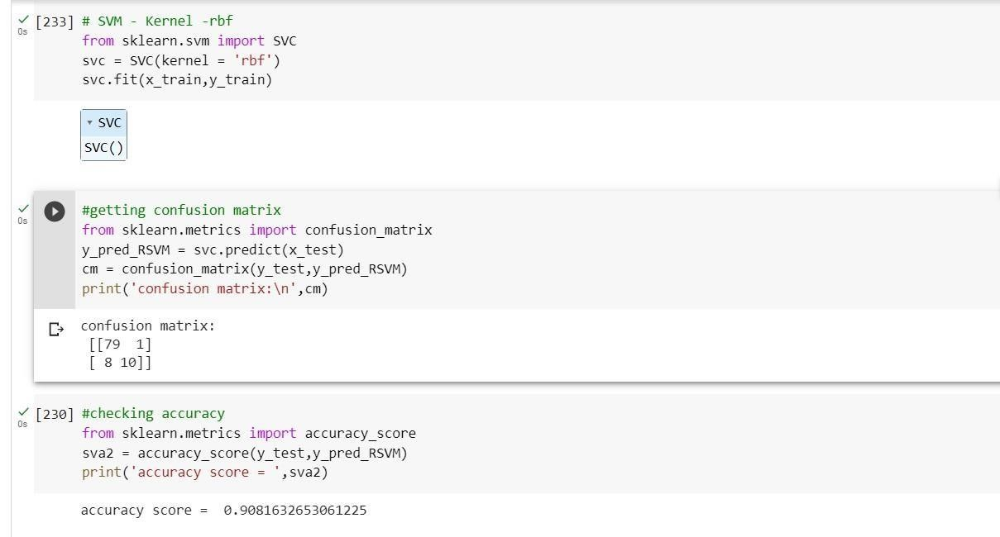 [233] # SVM - Kernel -rbf
from sklearn.svm import SVC
svc = SVC(kernel = 'rbf')
svc.fit(x_train,y_train)
0s
▾ SVC
SVC()
#getting confusion matrix
0s
from sklearn.metrics import confusion_matrix
y_pred_RSVM = svc.predict(x_test)
cm = confusion_matrix(y_test,y_pred_RSVM)
print('confusion matrix:\n',cm)
confusion matrix:
[[79  1]
[ 8 10]]
[230] #checking accuracy
0s
from sklearn.metrics import accuracy_score
sva2 = accuracy_score(y_test,y_pred_RSVM)
print('accuracy score = ',sva2)
accuracy score =  0.9081632653061225